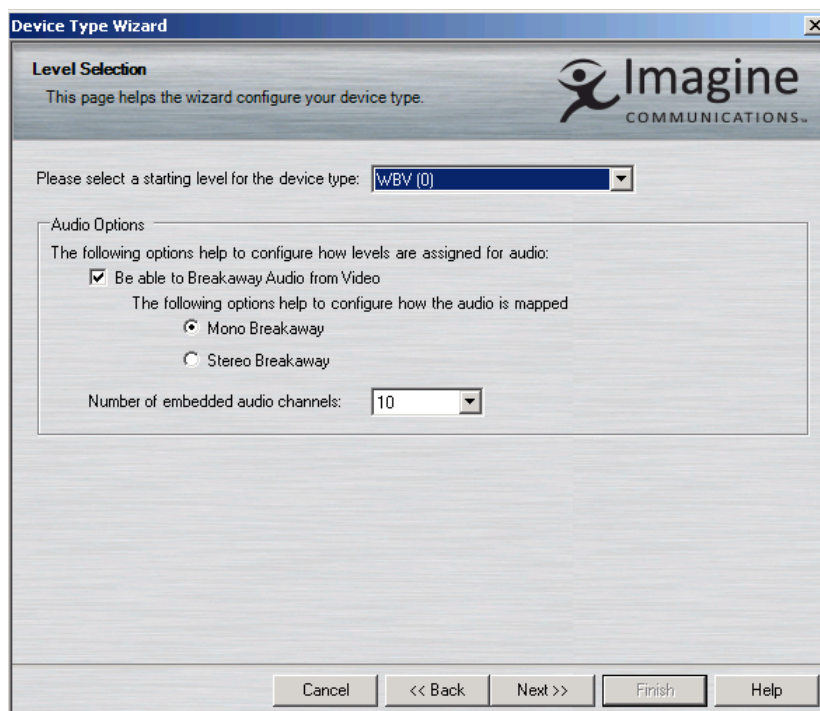 Device Type Wizard
Level Selection
This page helps the wizard configure your device type.
Imagine
COMMUNICATIONS™
Please select a starting level for the device type: WBV (0)
Audio Options
The following options help to configure how levels are assigned for audio:
Be able to Breakaway Audio from Video
The following options help to configure how the audio is mapped
Mono Breakaway
Stereo Breakaway
Number of embedded audio channels: 10
Cancel << Back Next >> Finish Help